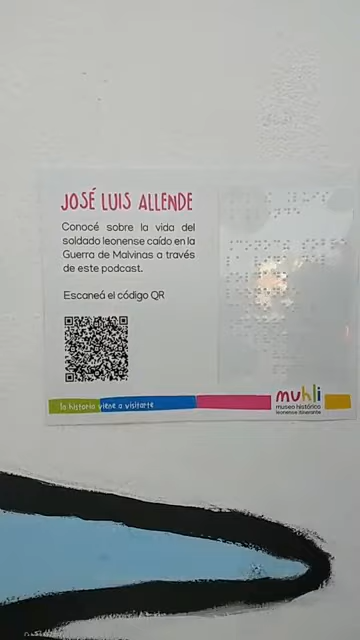 JOSÉ LUIS ALLENDE
Conocé sobre la vida del
soldado leonense caído en la
Guerra de Malvinas a través
de este podcast.
Escaneá el código QR
la historia viene a visitarte
muhli
museo histórico
leonense itinerante